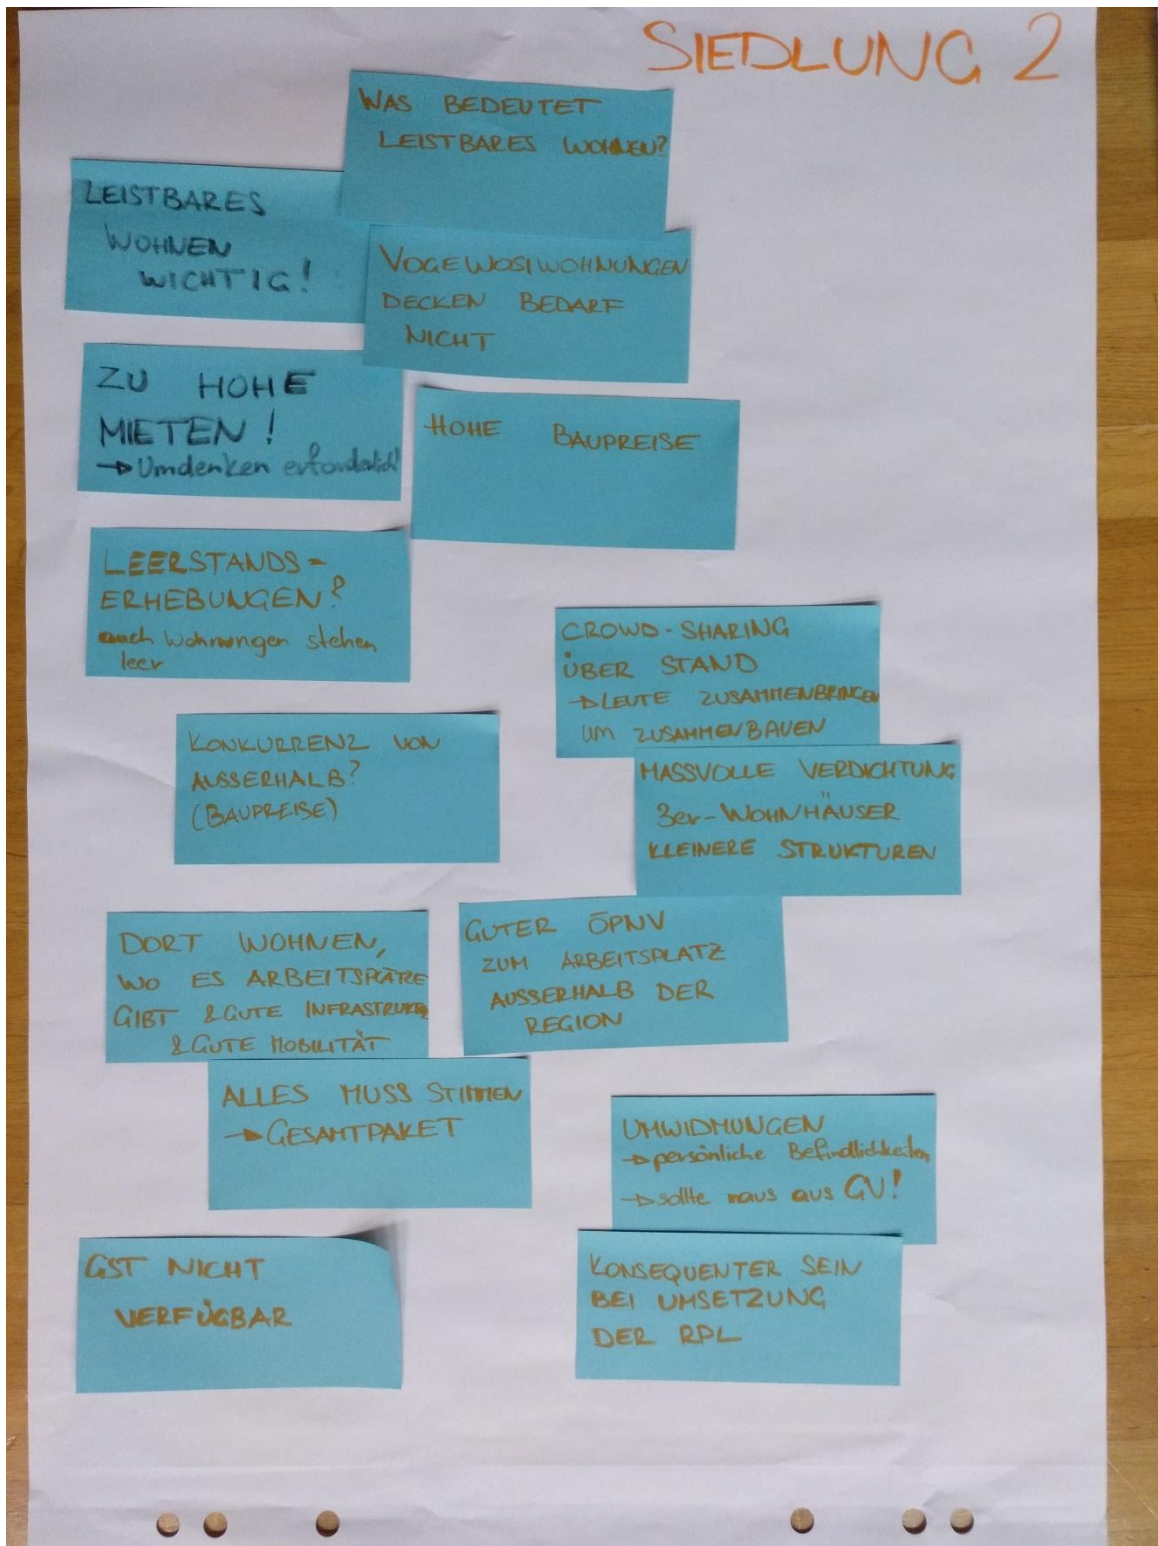 SIEDLUNG 2
WAS BEDEUTET
LEISTBARES WOHNEN?
LEISTBARES
WOHNEN
WICHTIG!
VOGEWOSIWOHNUNGEN
DECKEN BEDARF
NICHT
ZU HOHE
MIETEN!
→ Umdenken erforderlich!
HOHE BAUPREISE
LEERSTANDS=
ERHEBUNGEN?
auch Wohnungen stehen
leer
CROWD-SHARING
ÜBER STAND
→ LEUTE ZUSAMMENBRINGEN
UM ZUSAMMENBAUEN
KONKURRENZ VON
AUSSERHALB?
(BAUPREISE)
MASSVOLLE VERDICHTUNG
3er-WOHNHÄUSER
KLEINERE STRUKTUREN
DORT WOHNEN,
WO ES ARBEITSPLÄTZE
GIBT & GUTE INFRASTRUKTUR
& GUTE MOBILITÄT
GUTER ÖPNV
ZUM ARBEITSPLATZ
AUSSERHALB DER
REGION
ALLES MUSS STIMMEN
→ GESAMTPAKET
UMWIDMUNGEN
→ persönliche Befindlichkeiten
→ sollte raus aus GV!
GST NICHT
VERFÜGBAR
KONSEQUENTER SEIN
BEI UMSETZUNG
DER RPL